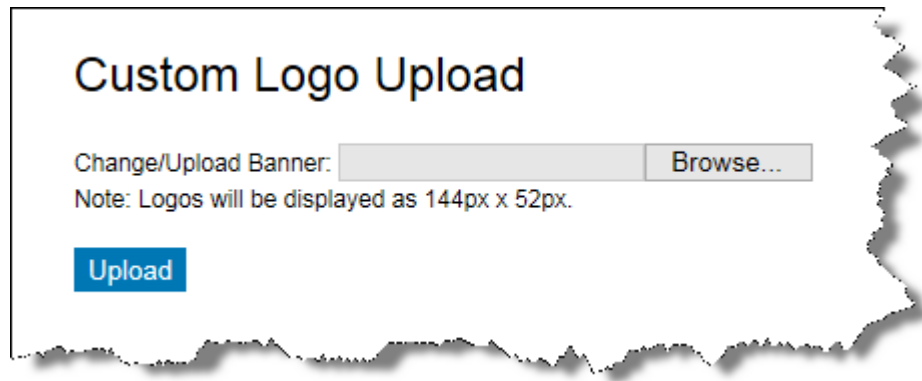 Custom Logo Upload
Change/Upload Banner: Browse...
Note: Logos will be displayed as 144px x 52px.
Upload